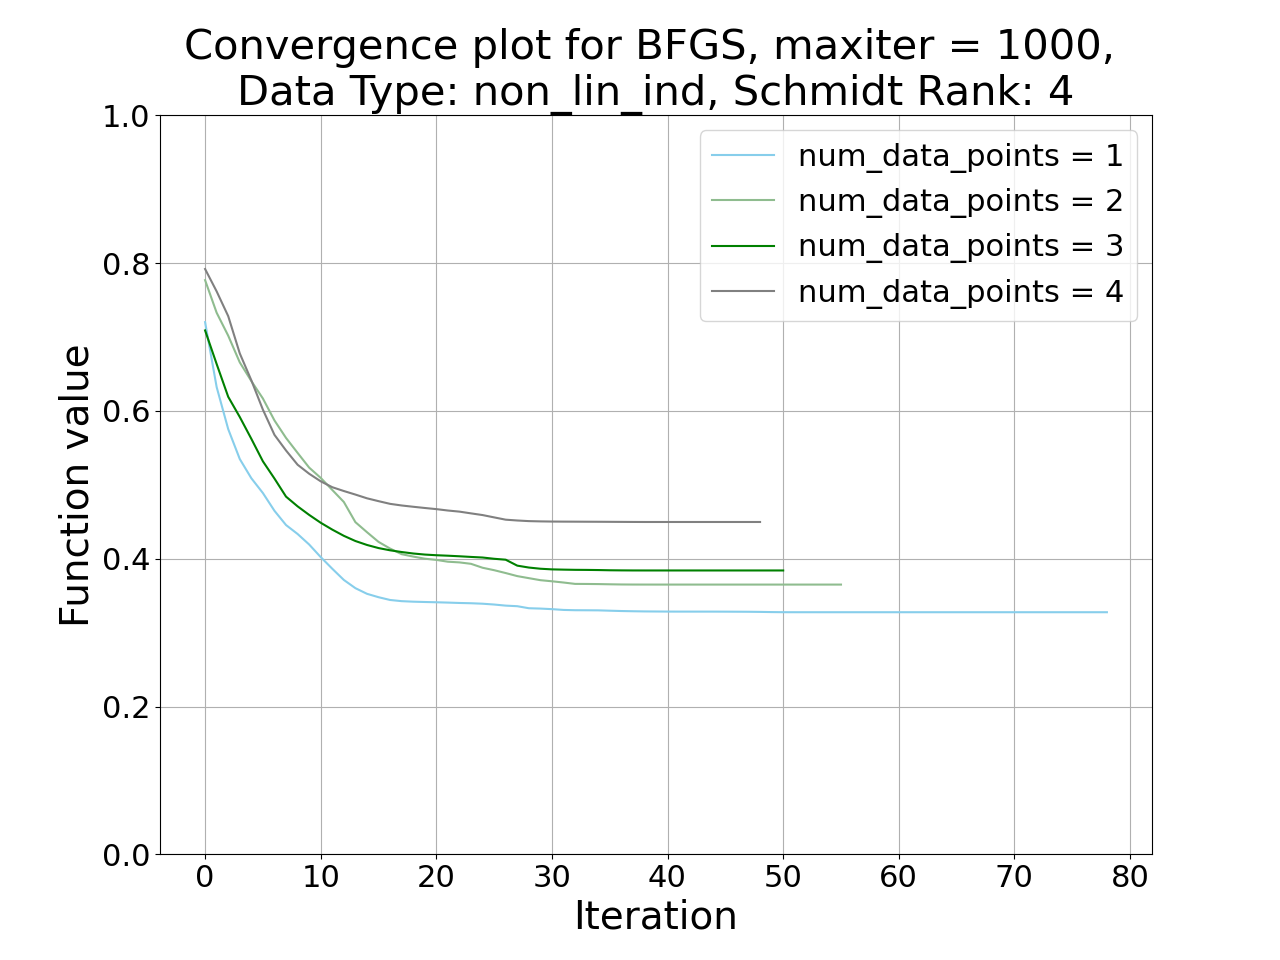 Convergence plot for BFGS, maxiter = 1000,
Data Type: non_lin_ind, Schmidt Rank: 4
1.0
0.8
0.6
0.4
0.2
0.0
Function value
num_data_points = 1
num_data_points = 2
num_data_points = 3
num_data_points = 4
0 10 20 30 40 50 60 70 80
Iteration